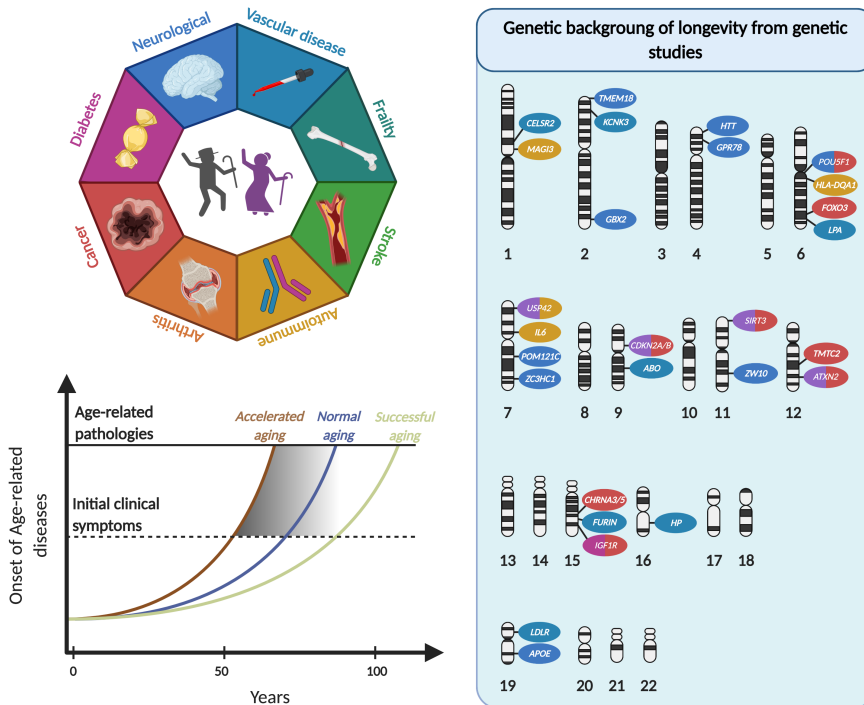 Neurological
Vascular disease
Frailty
Stroke
Autoimmune
Arthritis
Cancer
Diabetes
Onset of Age-related
diseases
Age-related
pathologies
Accelerated
aging
Normal
aging
Successful
aging
Initial clinical
symptoms
0
50
100
Years
Genetic backgroung of longevity from genetic
studies
CELSR2
MAGI3
1
TMEM18
KCNK3
GBX2
2
3
HTT
GPR78
4
5
POU5F1
HLA-DQA1
FOXO3
LPA
6
USP42
IL6
POM121C
ZC3HC1
7
8
CDKN2A/B
ABO
9
10
SIRT3
ZW10
11
TMTC2
ATXN2
12
13
14
CHRNA3/5
FURIN
IGF1R
15
HP
16
17
18
LDLR
APOE
19
20
21
22